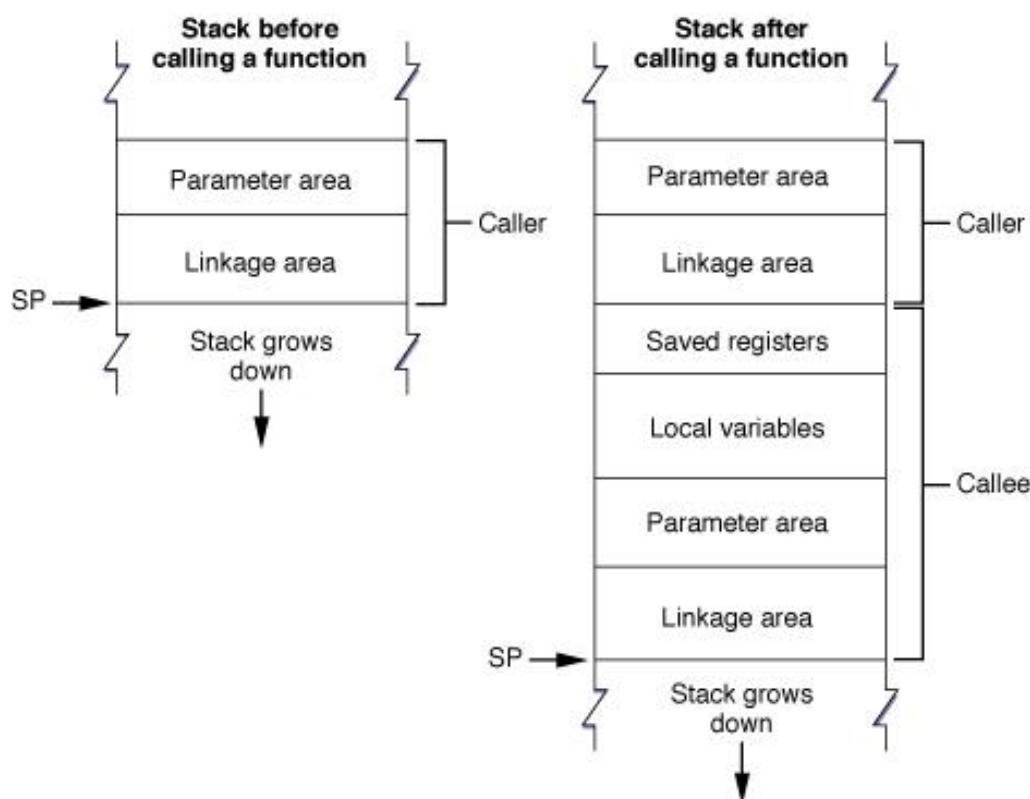 Stack before
calling a function
Parameter area
Linkage area
Caller
SP
Stack grows
down
Stack after
calling a function
Parameter area
Linkage area
Caller
Saved registers
Local variables
Parameter area
Linkage area
Callee
SP
Stack grows
down